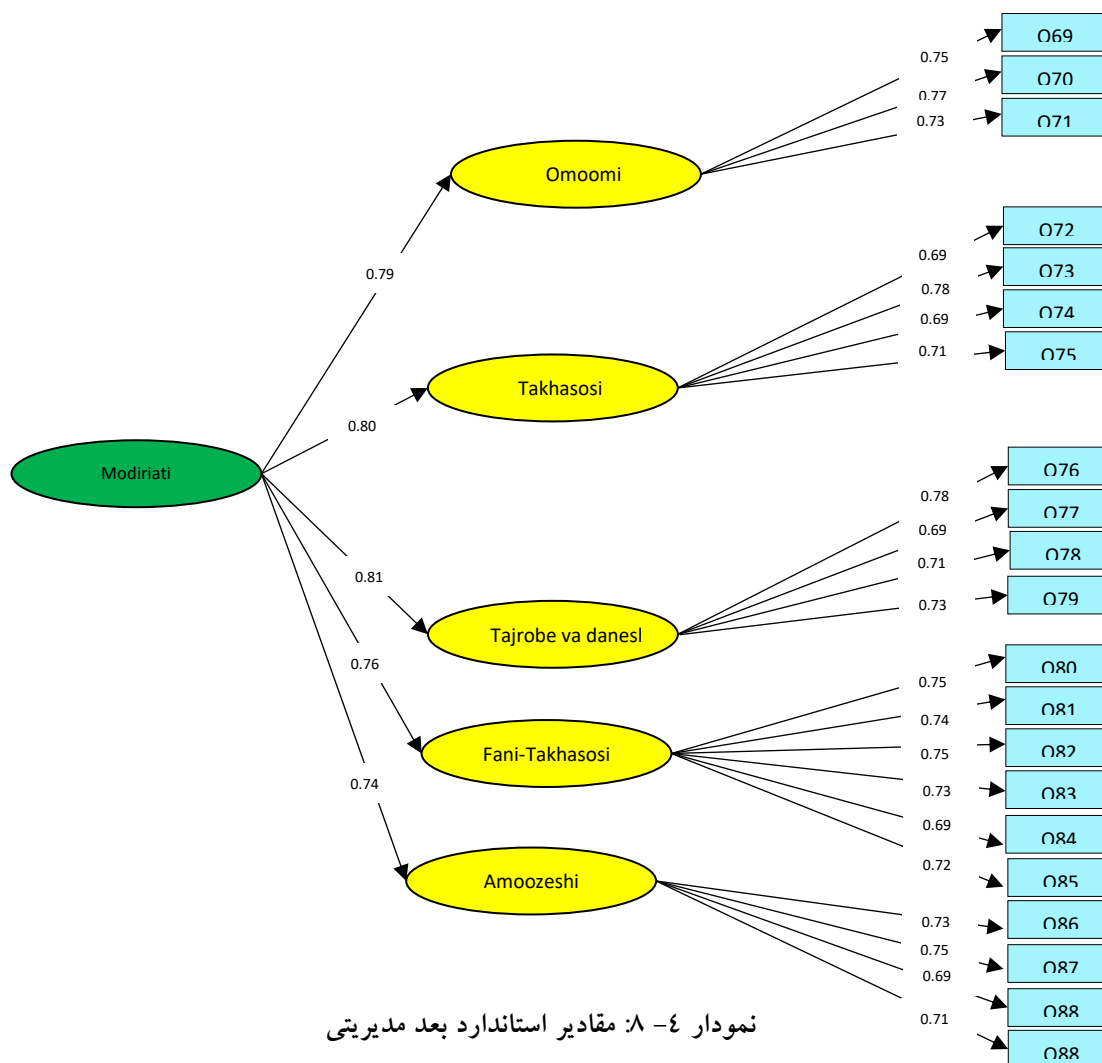 0.75
O69
0.77
O70
0.73
O71
Omoomi
0.79
0.69
O72
0.78
O73
0.69
O74
0.71
O75
Takhasosi
0.80
Modiriati
0.78
O76
0.69
O77
0.71
O78
0.73
O79
0.81
Tajrobe va danesl
0.76
0.75
O80
0.74
O81
0.75
O82
0.73
O83
0.69
O84
0.72
O85
Fani-Takhasosi
0.74
Amoozeshi
0.73
O86
0.75
O87
0.69
O88
0.71
O88
نمودار ٤- ٨: مقادیر استاندارد بعد مدیریتی